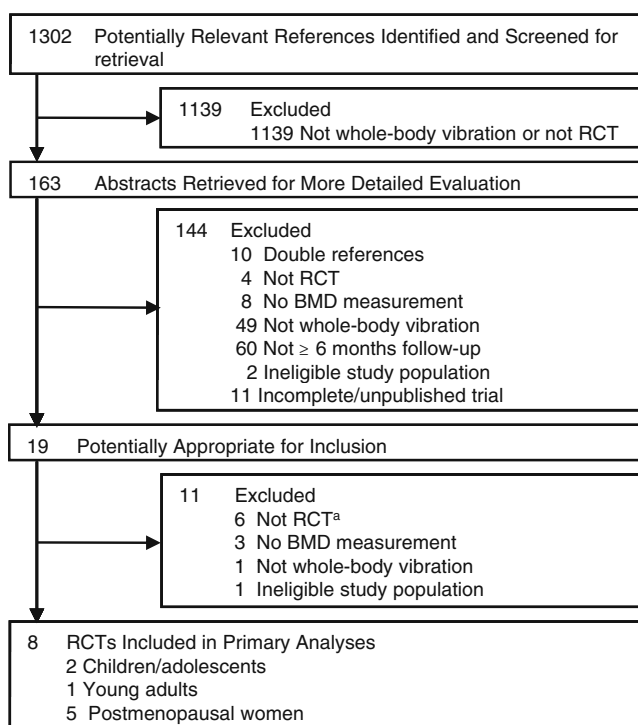 1302 Potentially Relevant References Identified and Screened for
retrieval
1139 Excluded
1139 Not whole-body vibration or not RCT
163 Abstracts Retrieved for More Detailed Evaluation
144 Excluded
10 Double references
4 Not RCT
8 No BMD measurement
49 Not whole-body vibration
60 Not ≥ 6 months follow-up
2 Ineligible study population
11 Incomplete/unpublished trial
19 Potentially Appropriate for Inclusion
11 Excluded
6 Not RCTᵃ
3 No BMD measurement
1 Not whole-body vibration
1 Ineligible study population
8 RCTs Included in Primary Analyses
2 Children/adolescents
1 Young adults
5 Postmenopausal women